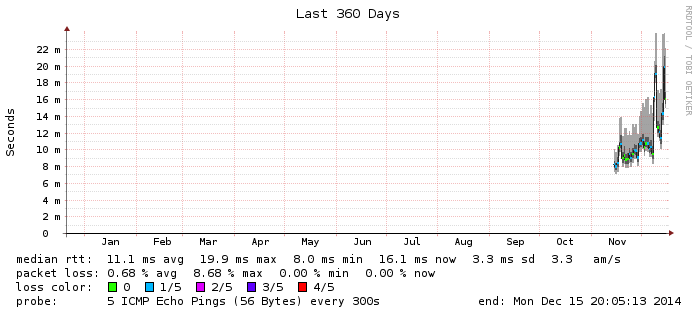 Last 360 Days
RRDTOOL / TOBI OETIKER
Seconds
22 m
20 m
18 m
16 m
14 m
12 m
10 m
8 m
6 m
4 m
2 m
0
Jan Feb Mar Apr May Jun Jul Aug Sep Oct Nov
median rtt: 11.1 ms avg 19.9 ms max 8.0 ms min 16.1 ms now 3.3 ms sd 3.3 am/s
packet loss: 0.68 % avg 8.68 % max 0.00 % min 0.00 % now
loss color: 0 1/5 2/5 3/5 4/5
probe: 5 ICMP Echo Pings (56 Bytes) every 300s end: Mon Dec 15 20:05:13 2014